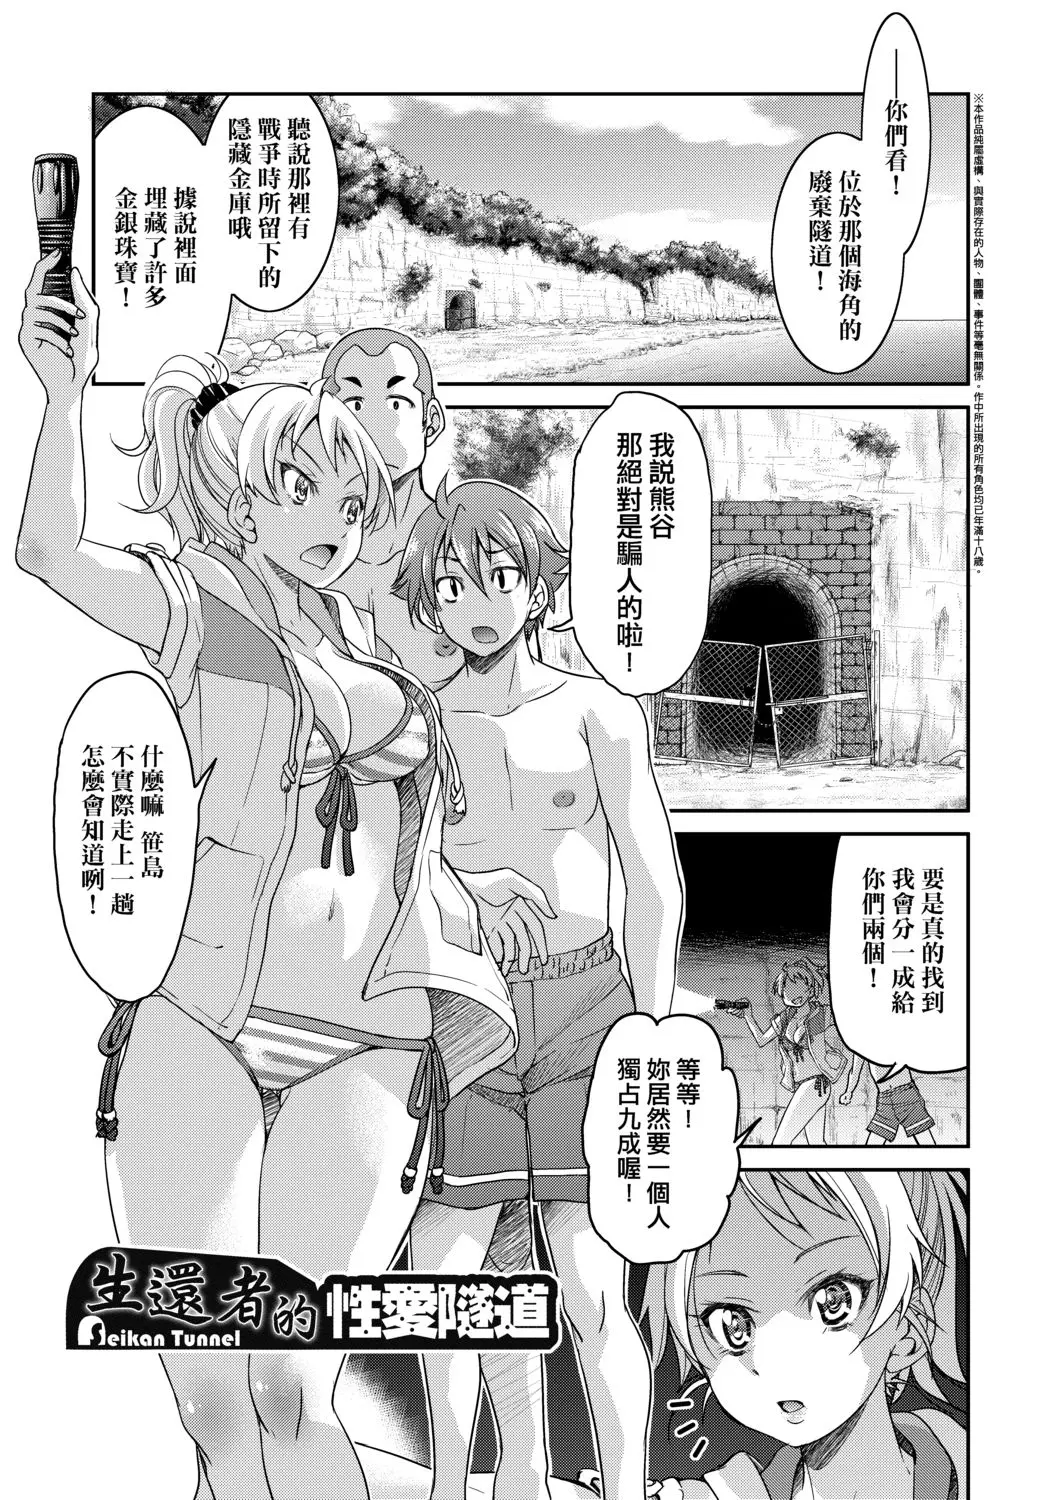 ※本作品純屬虛構、與實際存在的人物、團體、事件等毫無關係。作中所出現的所有角色均已年滿十八歲。
——你們看！
位於那個海角的
廢棄隧道！
聽說那裡有
戰爭時所留下的
隱藏金庫哦
據說裡面
埋藏了許多
金銀珠寶！
我說熊谷
那絕對是騙人的啦！
什麼嘛 笹島
不實際走上一趟
怎麼會知道咧！
要是真的找到
我會分一成給
你們兩個！
等等！
妳居然要一個人
獨占九成喔！
生還者的性愛隧道
Seikan Tunnel